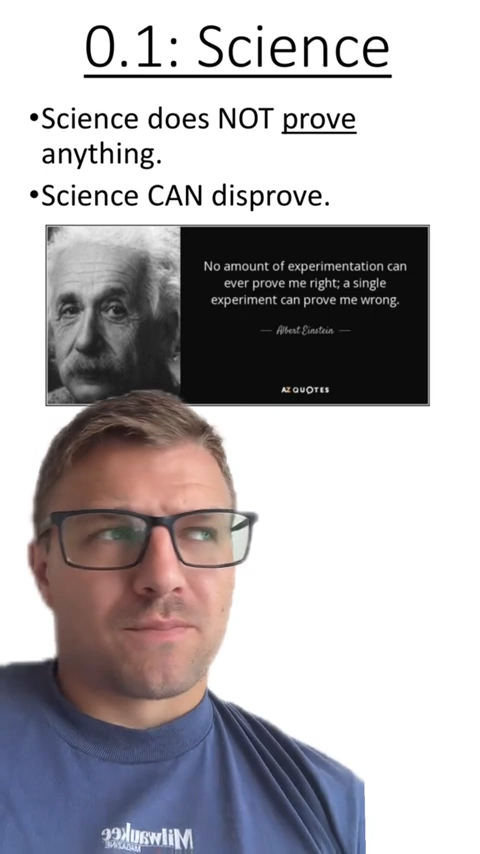 0.1: Science
•Science does NOT prove
anything.
•Science CAN disprove.
No amount of experimentation can
ever prove me right; a single
experiment can prove me wrong.
— Albert Einstein —
AZ QUOTES
Milwaukee
MAGAZINE